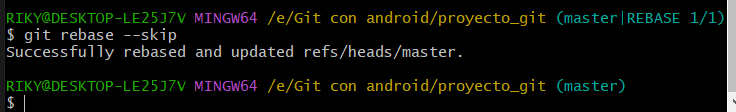 RIKY@DESKTOP-LE25J7V MINGW64 /e/Git con android/proyecto_git (master|REBASE 1/1)
$ git rebase --skip
Successfully rebased and updated refs/heads/master.
RIKY@DESKTOP-LE25J7V MINGW64 /e/Git con android/proyecto_git (master)
$